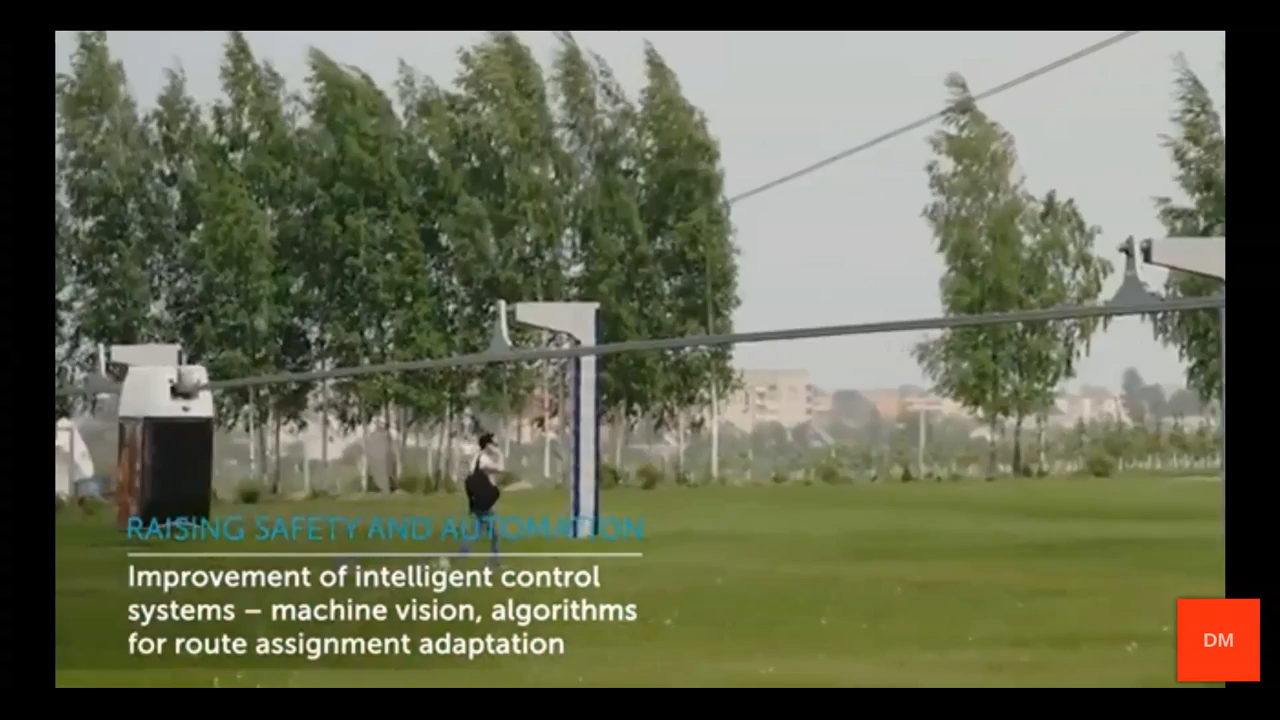 RAISING SAFETY AND AUTOMATION
Improvement of intelligent control
systems – machine vision, algorithms
for route assignment adaptation
DM